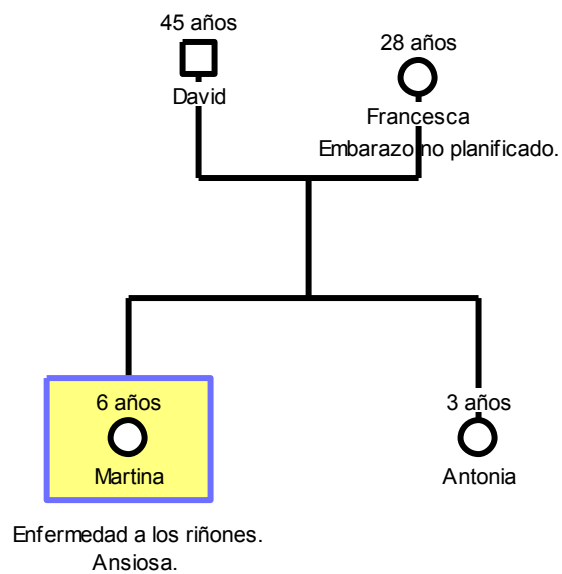 45 años
David
28 años
Francesca
Embarazo no planificado.
6 años
Martina
3 años
Antonia
Enfermedad a los riñones.
Ansiosa.